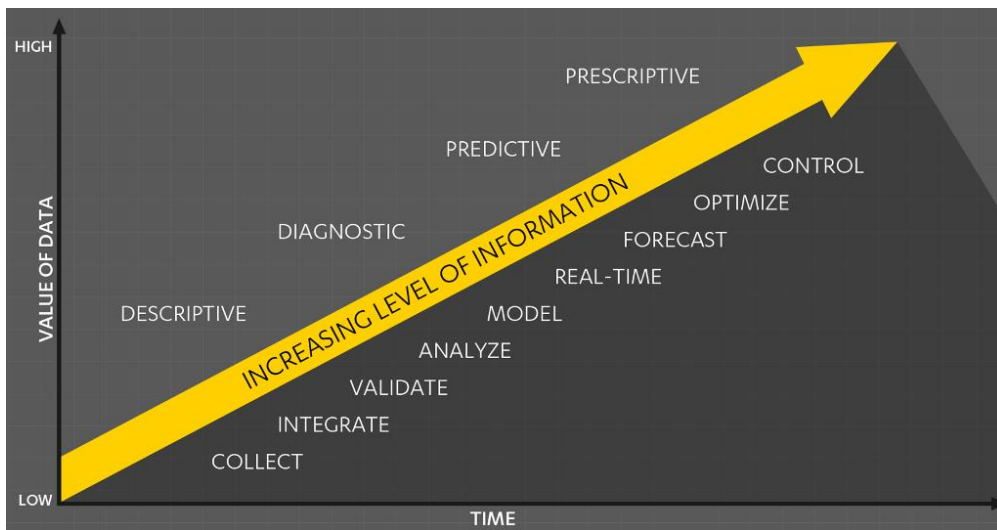 HIGH
PRESCRIPTIVE
PREDICTIVE
CONTROL
OPTIMIZE
DIAGNOSTIC
FORECAST
REAL-TIME
DESCRIPTIVE
MODEL
ANALYZE
VALIDATE
INTEGRATE
COLLECT
INCREASING LEVEL OF INFORMATION
VALUE OF DATA
LOW
TIME